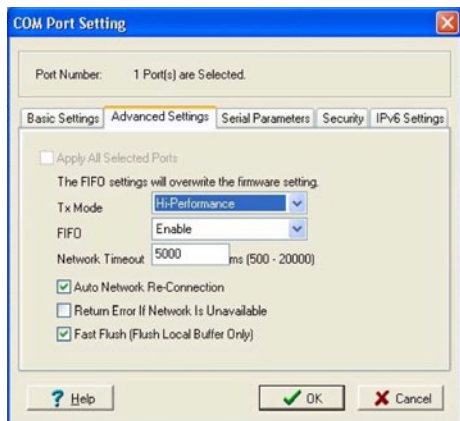 COM Port Setting
Port Number: 1 Port(s) are Selected.
Basic Settings Advanced Settings Serial Parameters Security IPv6 Settings
Apply All Selected Ports
The FIFO settings will overwrite the firmware setting.
Tx Mode Hi-Performance
FIFO Enable
Network Timeout 5000 ms (500 - 20000)
Auto Network Re-Connection
Return Error If Network Is Unavailable
Fast Flush (Flush Local Buffer Only)
? Help OK Cancel